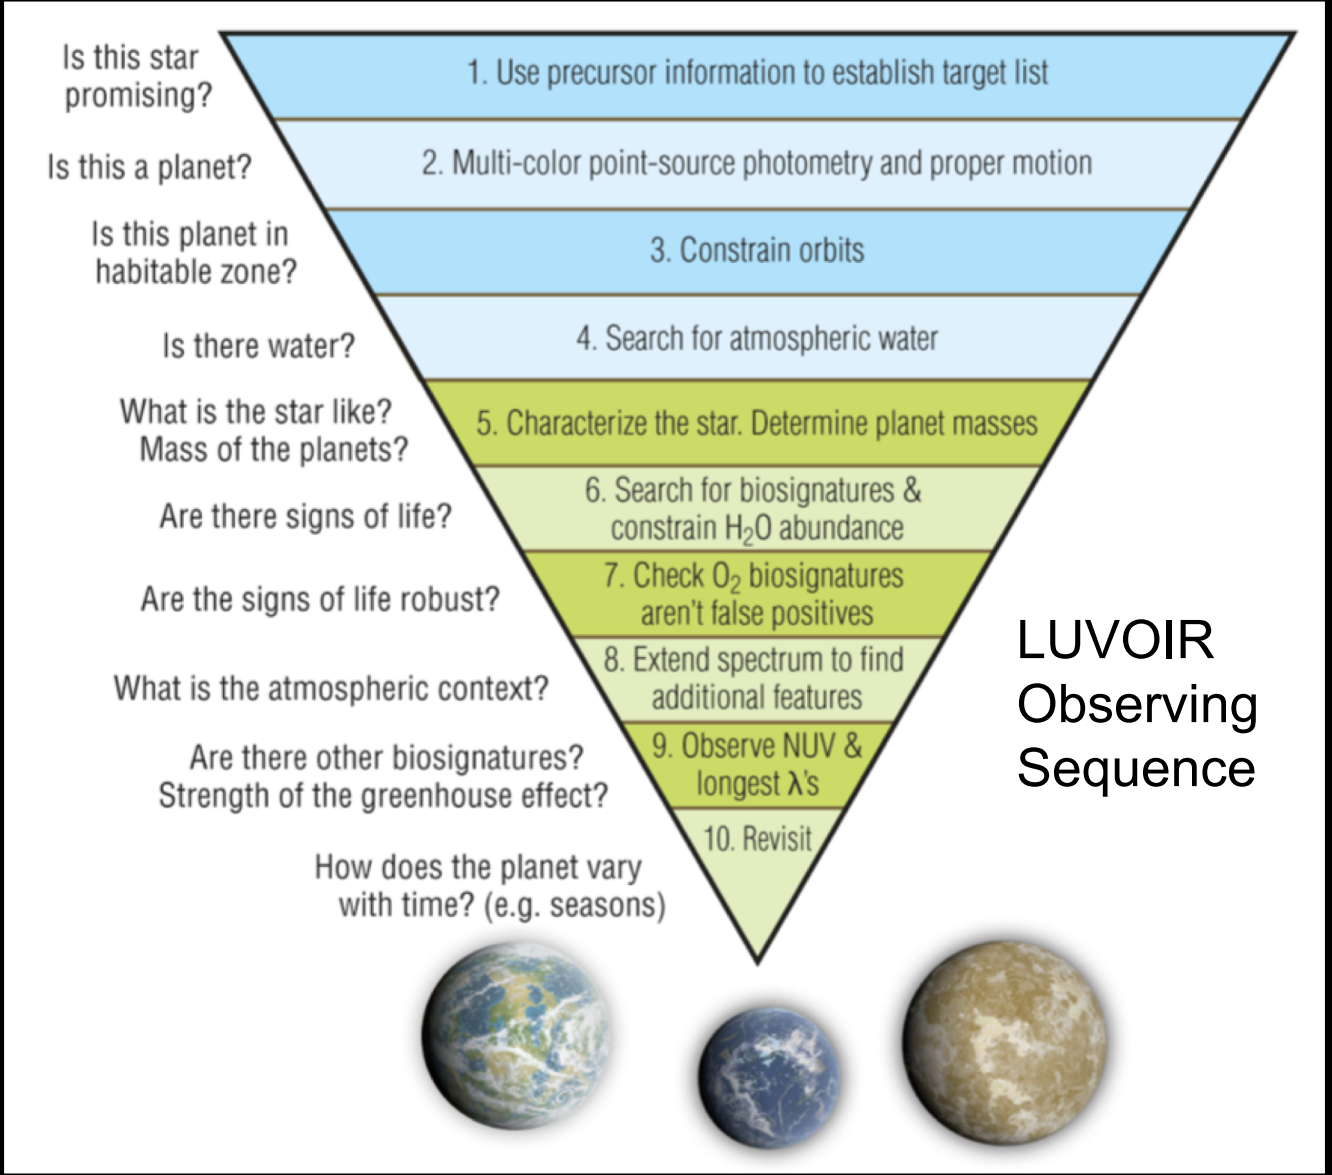 Is this star
promising?
1. Use precursor information to establish target list
Is this a planet?
2. Multi-color point-source photometry and proper motion
Is this planet in
habitable zone?
3. Constrain orbits
Is there water?
4. Search for atmospheric water
What is the star like?
Mass of the planets?
5. Characterize the star. Determine planet masses
Are there signs of life?
6. Search for biosignatures &
constrain H₂O abundance
Are the signs of life robust?
7. Check O₂ biosignatures
aren't false positives
What is the atmospheric context?
8. Extend spectrum to find
additional features
Are there other biosignatures?
Strength of the greenhouse effect?
9. Observe NUV &
longest λ's
How does the planet vary
with time? (e.g. seasons)
10. Revisit
LUVOIR
Observing
Sequence